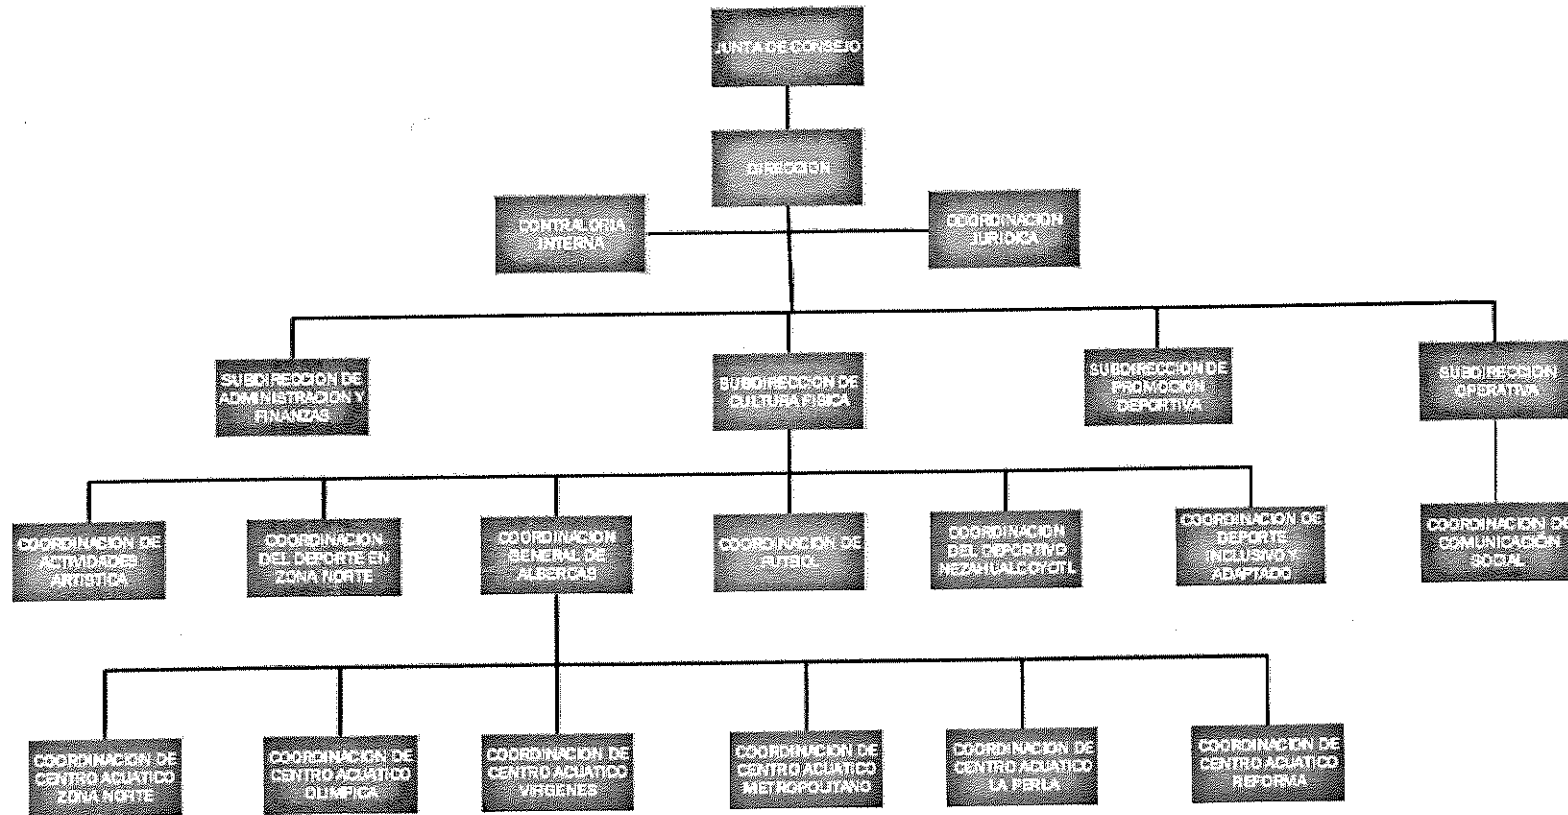 JUNTA DE CONSEJO
DIRECCION
CONTRALORIA
INTERNA
COORDINACION
JURIDICA
SUBDIRECCION DE
ADMINISTRACION Y
FINANZAS
SUBDIRECCION DE
CULTURA FISICA
SUBDIRECCION DE
PROMOCION
DEPORTIVA
SUBDIRECCION
OPERATIVA
COORDINACION DE
ACTIVIDADES
ARTISTICA
COORDINACION
DEL DEPORTE EN
ZONA NORTE
COORDINACION
GENERAL DE
ALBERCAS
COORDINACION DE
FUTBOL
COORDINACION
DEL DEPORTIVO
NEZAHUALCOYOTL
COORDINACION DE
DEPORTE
INCLUSIVO Y
ADAPTADO
COORDINACION DE
COMUNICACIÓN
SOCIAL
COORDINACION DE
CENTRO ACUATICO
ZONA NORTE
COORDINACION DE
CENTRO ACUATICO
OLIMPICA
COORDINACION DE
CENTRO ACUATICO
VIRGENES
COORDINACION DE
CENTRO ACUATICO
METROPOLITANO
COORDINACION DE
CENTRO ACUATICO
LA PERLA
COORDINACION DE
CENTRO ACUATICO
REFORMA